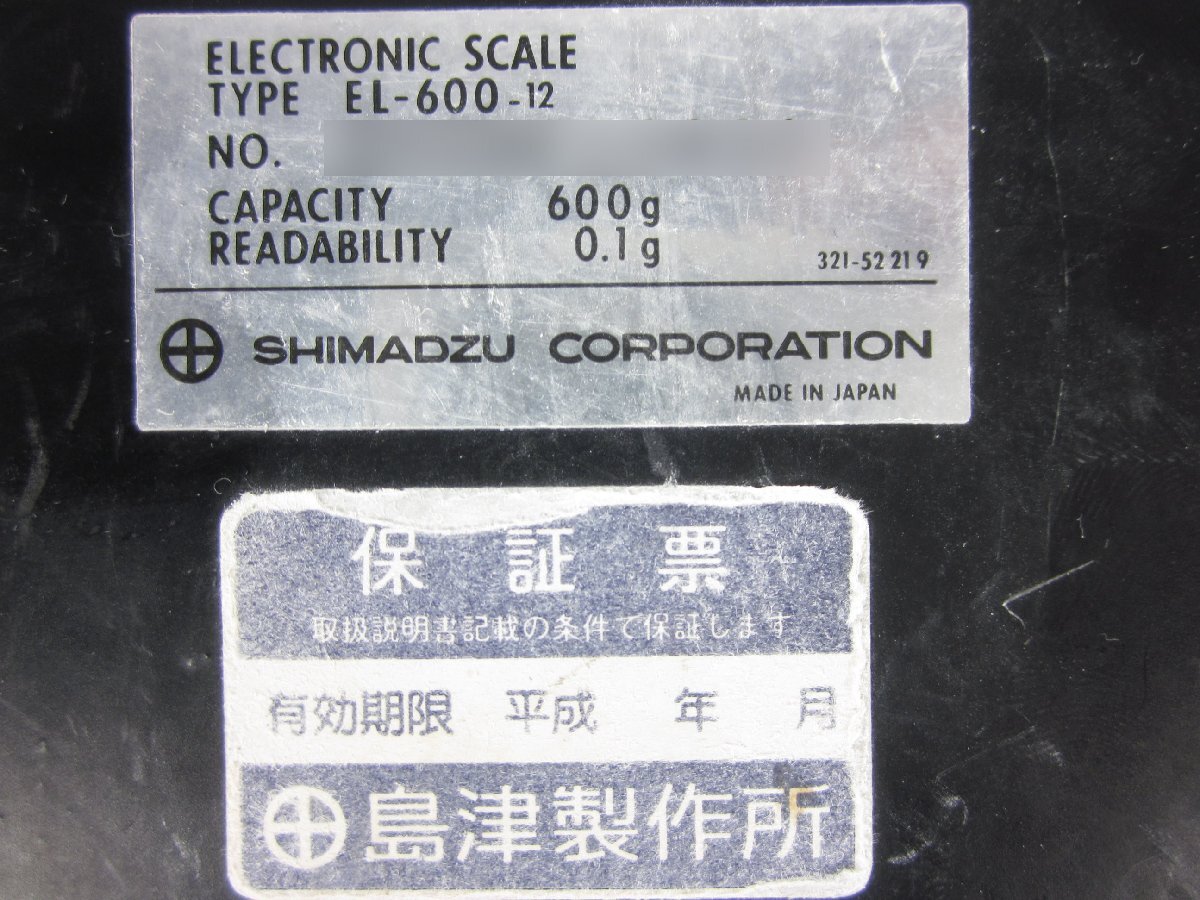 ELECTRONIC SCALE
TYPE EL-600-12
NO.
CAPACITY 600g
READABILITY 0.1g
321-52219
SHIMADZU CORPORATION
MADE IN JAPAN
保証票
取扱説明書記載の条件で保証します
有効期限 平成 年 月
島津製作所